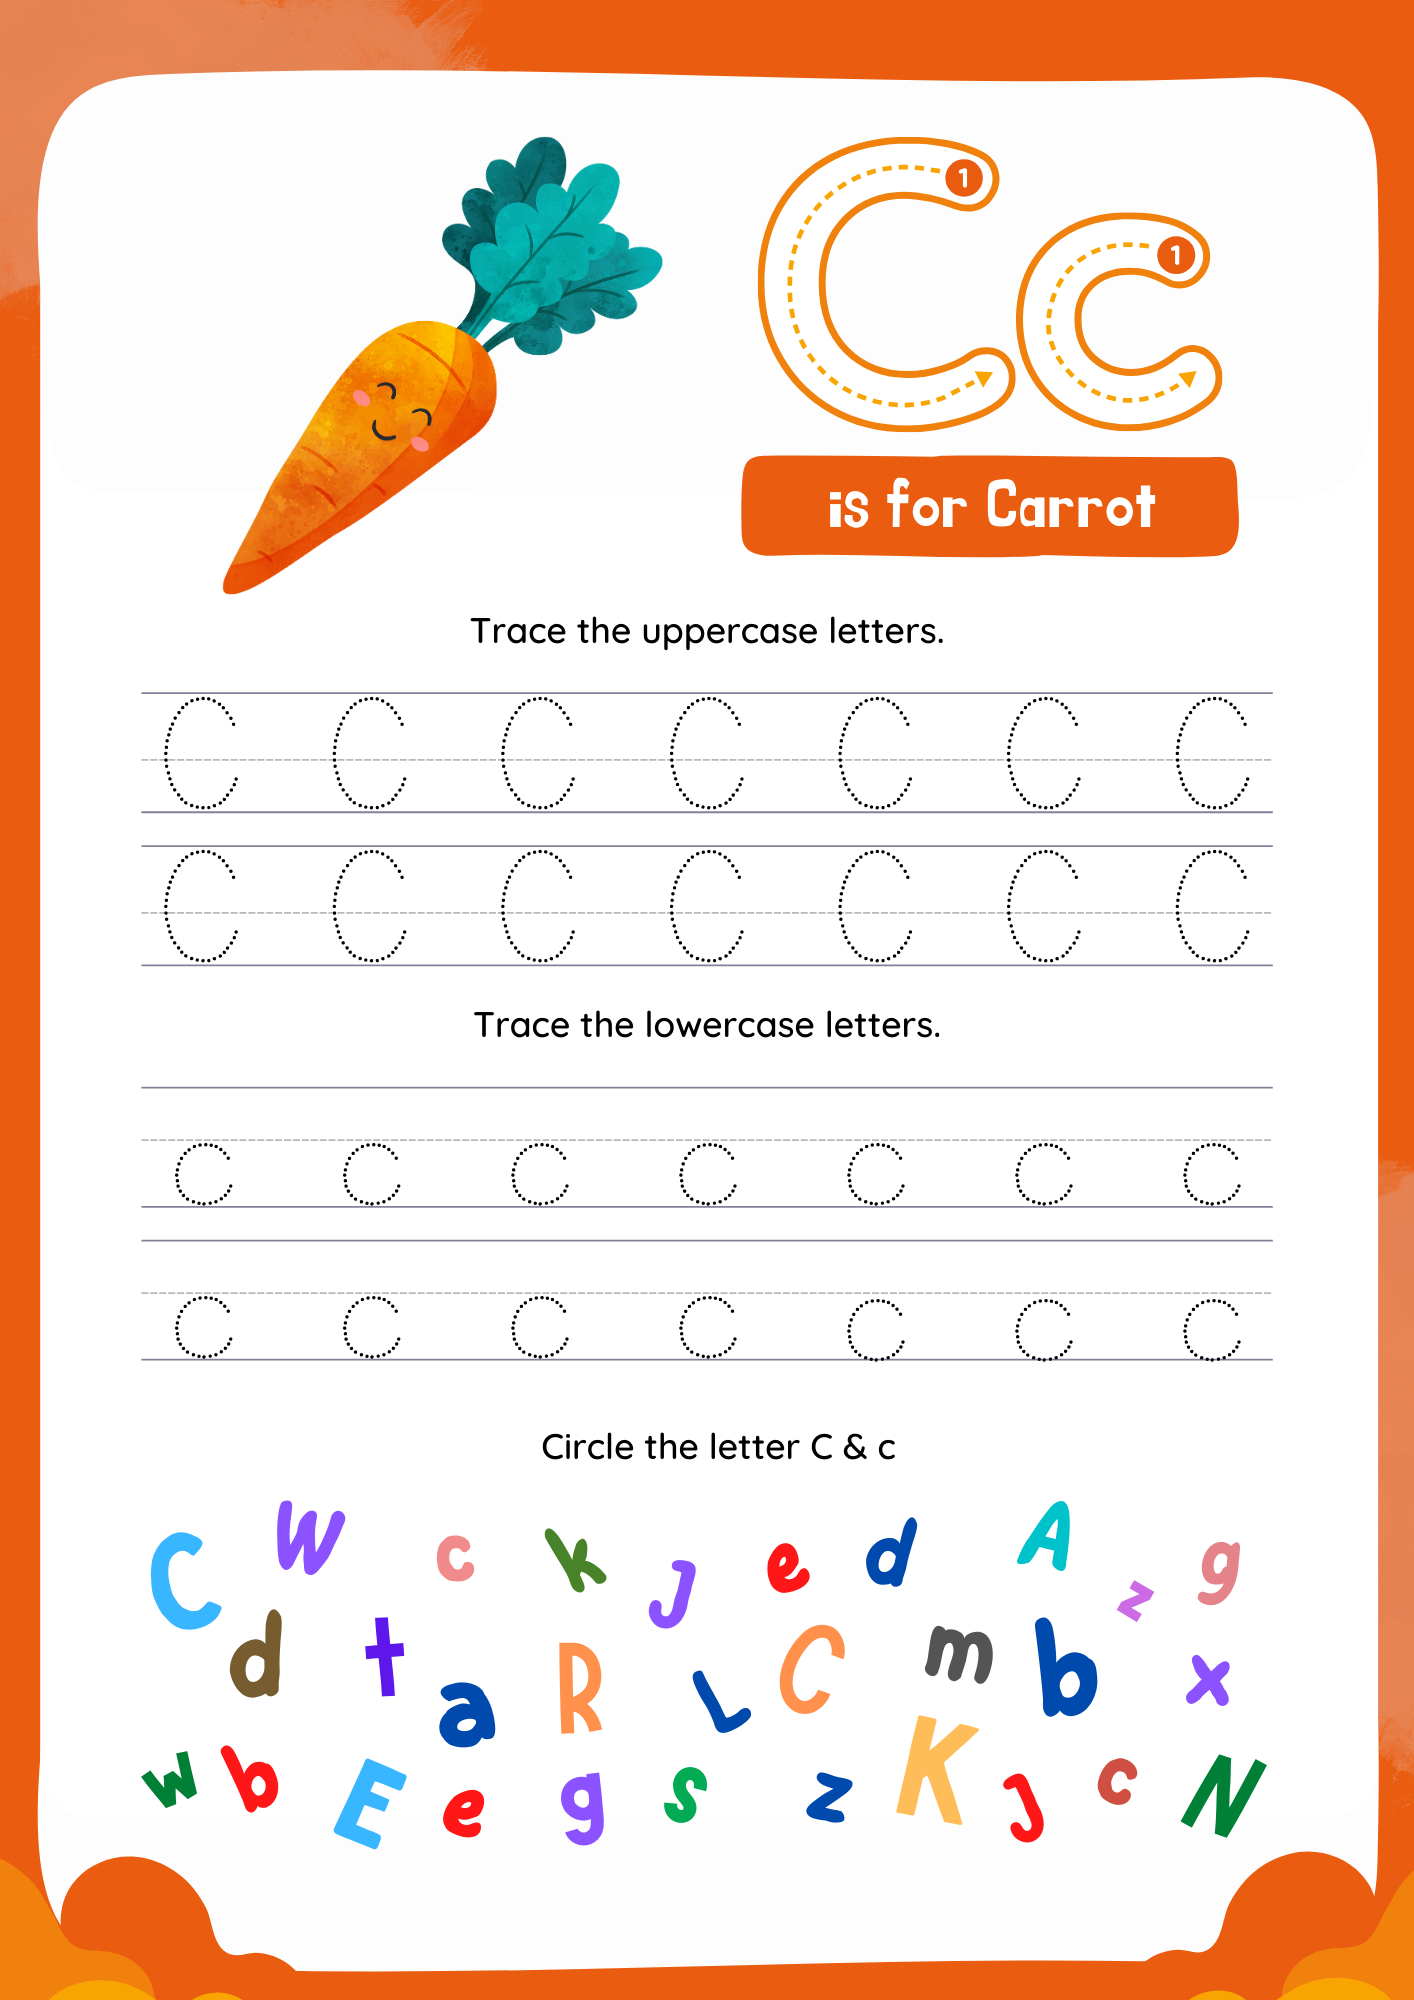 Cc
1
1
is for Carrot
Trace the uppercase letters.
C C C C C C C
C C C C C C C
Trace the lowercase letters.
c c c c c c c
c c c c c c c
Circle the letter C & c
C W c k J e d A z g
d t a R L C m b x
w b E e g s z K J c N